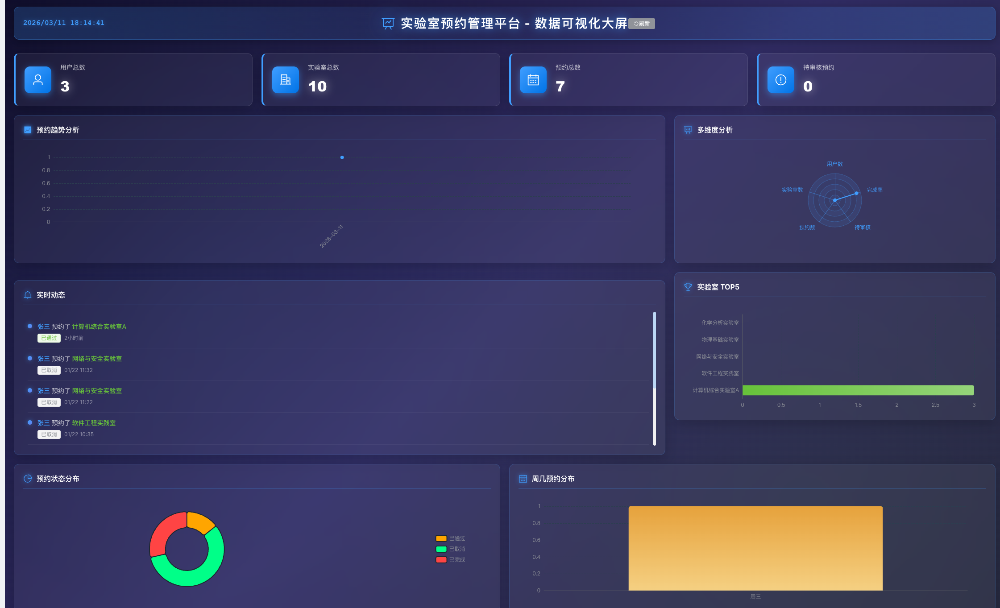 2026/03/11 18:14:41
实验室预约管理平台 - 数据可视化大屏
刷新
用户总数
3
实验室总数
10
预约总数
7
待审核预约
0
预约趋势分析
1
0.8
0.6
0.4
0.2
0
2026-03-11
多维度分析
用户数
实验室数
完成率
预约数
待审核
实时动态
张三 预约了 计算机综合实验室A
已通过 2小时前
张三 预约了 网络与安全实验室
已取消 01/22 11:32
张三 预约了 网络与安全实验室
已取消 01/22 11:22
张三 预约了 软件工程实践室
已取消 01/22 10:35
实验室 TOP5
化学分析实验室
物理基础实验室
网络与安全实验室
软件工程实践室
计算机综合实验室A
0 0.5 1 1.5 2 2.5 3
预约状态分布
已通过
已取消
已完成
周几预约分布
1
0.8
0.6
0.4
0.2
0
周三